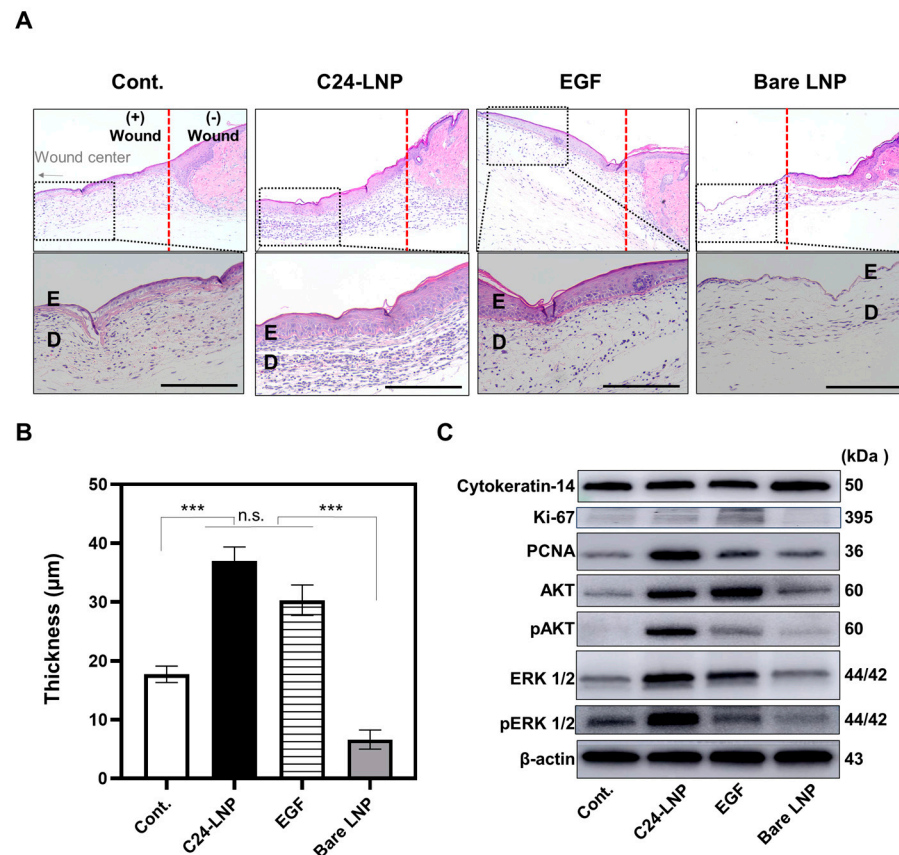 A
Cont.
C24-LNP
EGF
Bare LNP
(+)
Wound
(-)
Wound
Wound center
E
D
E
D
E
D
E
D
B
Thickness (µm)
50
40
30
20
10
0
***
n.s.
***
Cont.
C24-LNP
EGF
Bare LNP
C
(kDa )
Cytokeratin-14 50
Ki-67 395
PCNA 36
AKT 60
pAKT 60
ERK 1/2 44/42
pERK 1/2 44/42
β-actin 43
Cont.
C24-LNP
EGF
Bare LNP